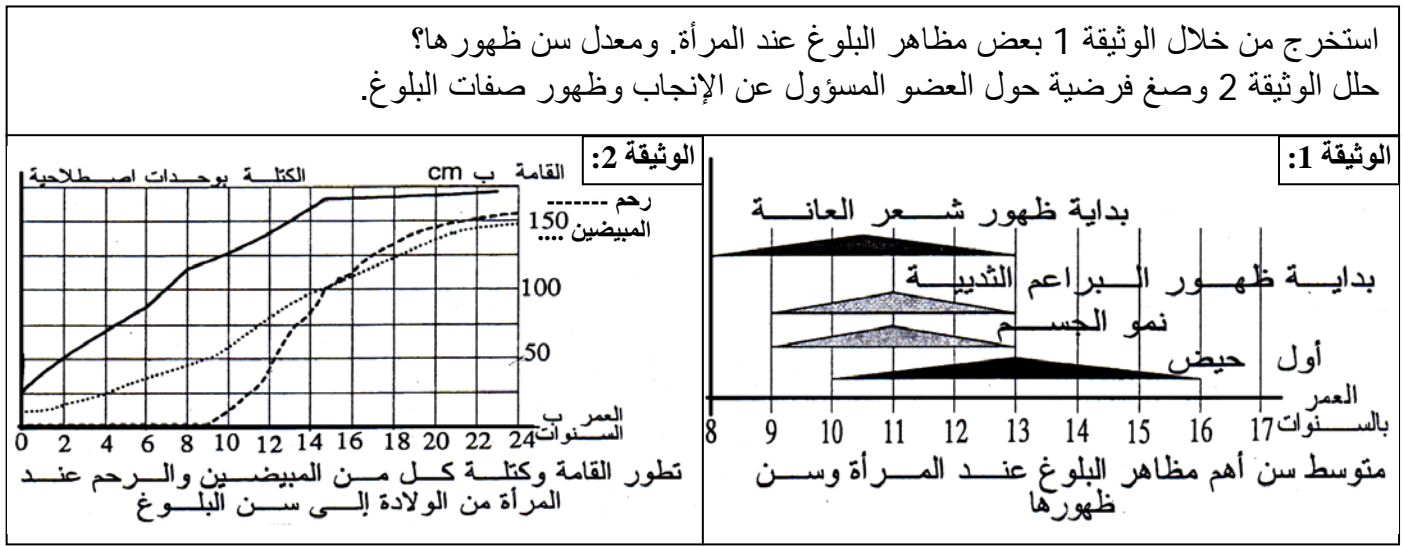 استخرج من خلال الوثيقة 1 بعض مظاهر البلوغ عند المرأة. ومعدل سن ظهورها؟
حلل الوثيقة 2 وصغ فرضية حول العضو المسؤول عن الإنجاب وظهور صفات البلوغ.
الوثيقة 1:
بداية ظهور شعر العانة
بداية ظهور البراعم الثديية
نمو الجسم
أول حيض
العمر
بالسنوات
8 9 10 11 12 13 14 15 16 17
متوسط سن أهم مظاهر البلوغ عند المرأة وسن
ظهورها
الوثيقة 2:
القامة ب cm
الكتلة بوحدات اصطلاحية
رحم -------
المبيضين ....
150
100
50
العمر ب
السنوات
0 2 4 6 8 10 12 14 16 18 20 22 24
تطور القامة وكتلة كل من المبيضين والرحم عند
المرأة من الولادة إلى سن البلوغ